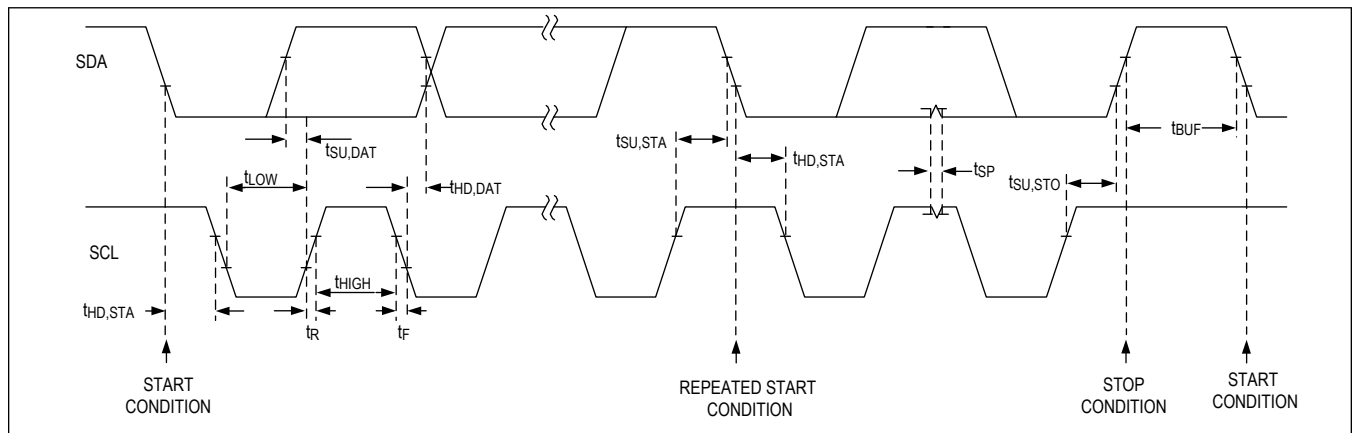 SDA
tSU,DAT
tLOW
tHD,DAT
tSU,STA
tHD,STA
tSP
tBUF
tSU,STO
SCL
tHIGH
tHD,STA
tR
tF
START
CONDITION
REPEATED START
CONDITION
STOP
CONDITION
START
CONDITION